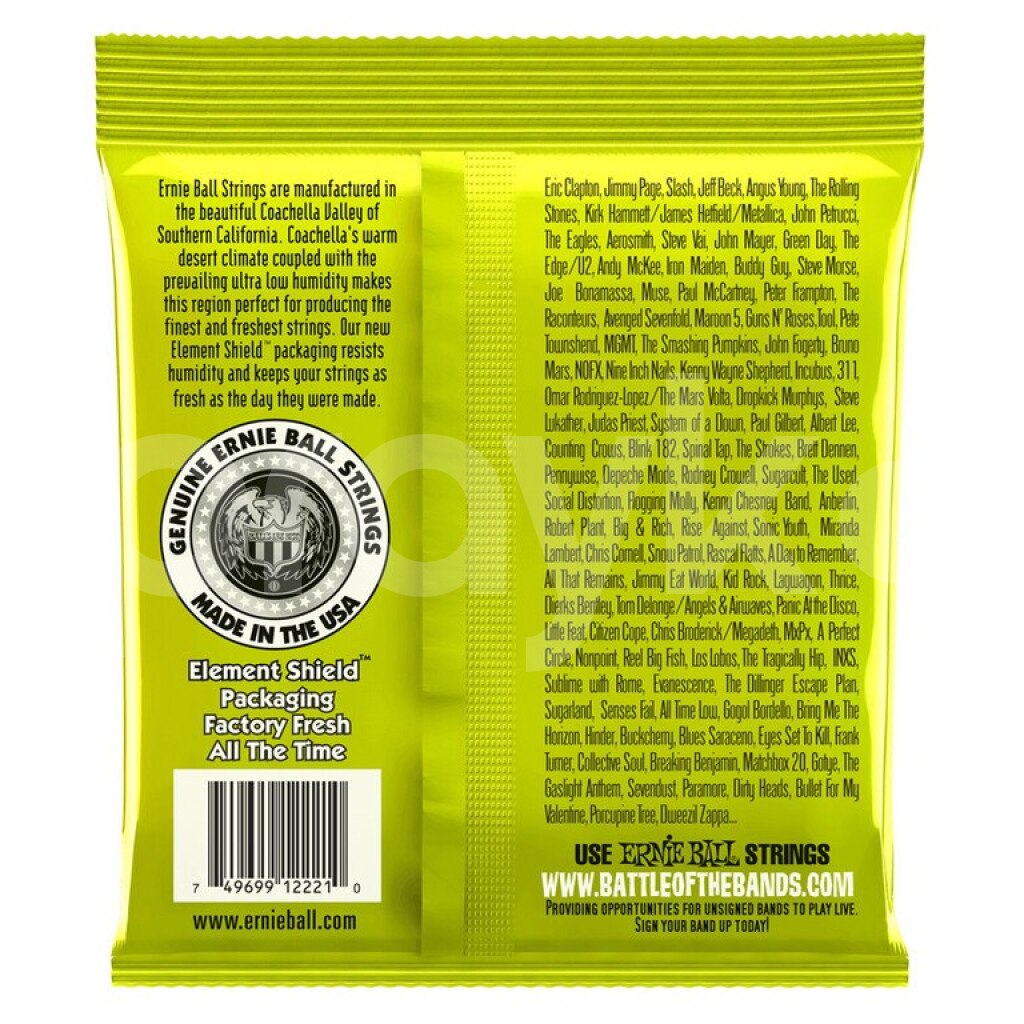 Ernie Ball Strings are manufactured in
the beautiful Coachella Valley of
Southern California. Coachella's warm
desert climate coupled with the
prevailing ultra low humidity makes
this region perfect for producing the
finest and freshest strings. Our new
Element Shield™ packaging resists
humidity and keeps your strings as
fresh as the day they were made.
GENUINE ERNIE BALL STRINGS
MADE IN THE USA
Element Shield™
Packaging
Factory Fresh
All The Time
7 49699 12221 0
www.ernieball.com
Eric Clapton, Jimmy Page, Slash, Jeff Beck, Angus Young, The Rolling
Stones, Kirk Hammett/James Hetfield/Metallica, John Petrucci,
The Eagles, Aerosmith, Steve Vai, John Mayer, Green Day, The
Edge/U2, Andy McKee, Iron Maiden, Buddy Guy, Steve Morse,
Joe Bonamassa, Muse, Paul McCartney, Peter Frampton, The
Raconteurs, Avenged Sevenfold, Maroon 5, Guns N' Roses,Tool, Pete
Townshend, MGMT, The Smashing Pumpkins, John Fogerty, Bruno
Mars, NOFX, Nine Inch Nails, Kenny Wayne Shepherd, Incubus, 311,
Omar Rodriguez-Lopez/The Mars Volta, Dropkick Murphys, Steve
Lukather, Judas Priest, System of a Down, Paul Gilbert, Albert Lee,
Counting Crows, Blink 182, Spinal Tap, The Strokes, Brett Dennen,
Pennywise, Depeche Mode, Rodney Crowell, Sugarcult, The Used,
Social Distortion, Flogging Molly, Kenny Chesney Band, Anberlin,
Robert Plant, Big & Rich, Rise Against, Sonic Youth, Miranda
Lambert, Chris Cornell, Snow Patrol, Rascal Flatts, A Day to Remember,
All That Remains, Jimmy Eat World, Kid Rock, Lagwagon, Thrice,
Dierks Bentley, Tom Delonge/Angels & Airwaves, Panic At the Disco,
Little Feat, Citizen Cope, Chris Broderick/Megadeth, MxPx, A Perfect
Circle, Nonpoint, Reel Big Fish, Los Lobos, The Tragically Hip, INXS,
Sublime with Rome, Evanescence, The Dillinger Escape Plan,
Sugarland, Senses Fail, All Time Low, Gogol Bordello, Bring Me The
Horizon, Hinder, Buckcherry, Blues Saraceno, Eyes Set To Kill, Frank
Turner, Collective Soul, Breaking Benjamin, Matchbox 20, Gotye, The
Gaslight Anthem, Sevendust, Paramore, Dirty Heads, Bullet For My
Valentine, Porcupine Tree, Dweezil Zappa...
USE ERNIE BALL® STRINGS
WWW.BATTLEOFTHEBANDS.COM
PROVIDING OPPORTUNITIES FOR UNSIGNED BANDS TO PLAY LIVE.
SIGN YOUR BAND UP TODAY!